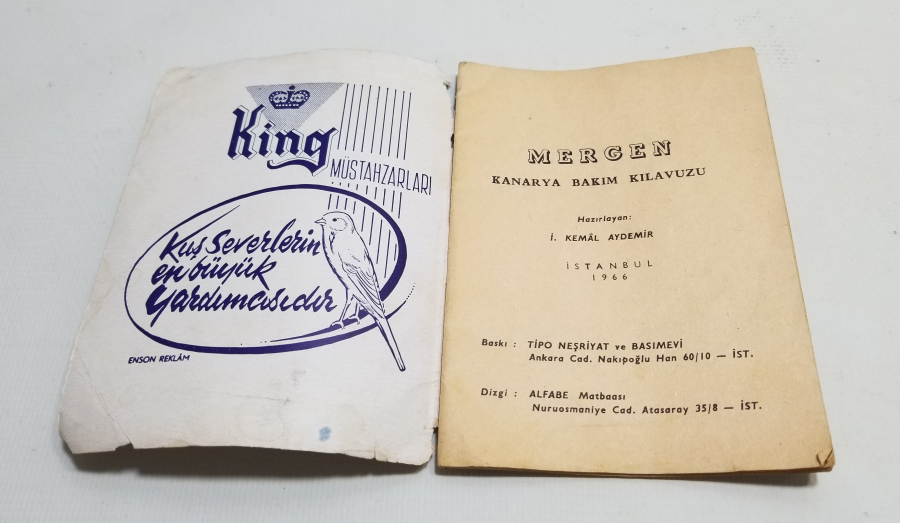 King
MÜSTAHZARLARI
Kuş Severlerin
en büyük
Yardımcısıdır
ENSON REKLÂM
MERGEN
KANARYA BAKIM KILAVUZU
Hazırlayan:
İ. KEMÂL AYDEMİR
İSTANBUL
1966
Baskı : TİPO NEŞRİYAT ve BASIMEVİ
Ankara Cad. Nakıpoğlu Han 60/10 — İST.
Dizgi : ALFABE Matbaası
Nuruosmaniye Cad. Atasaray 35/8 — İST.